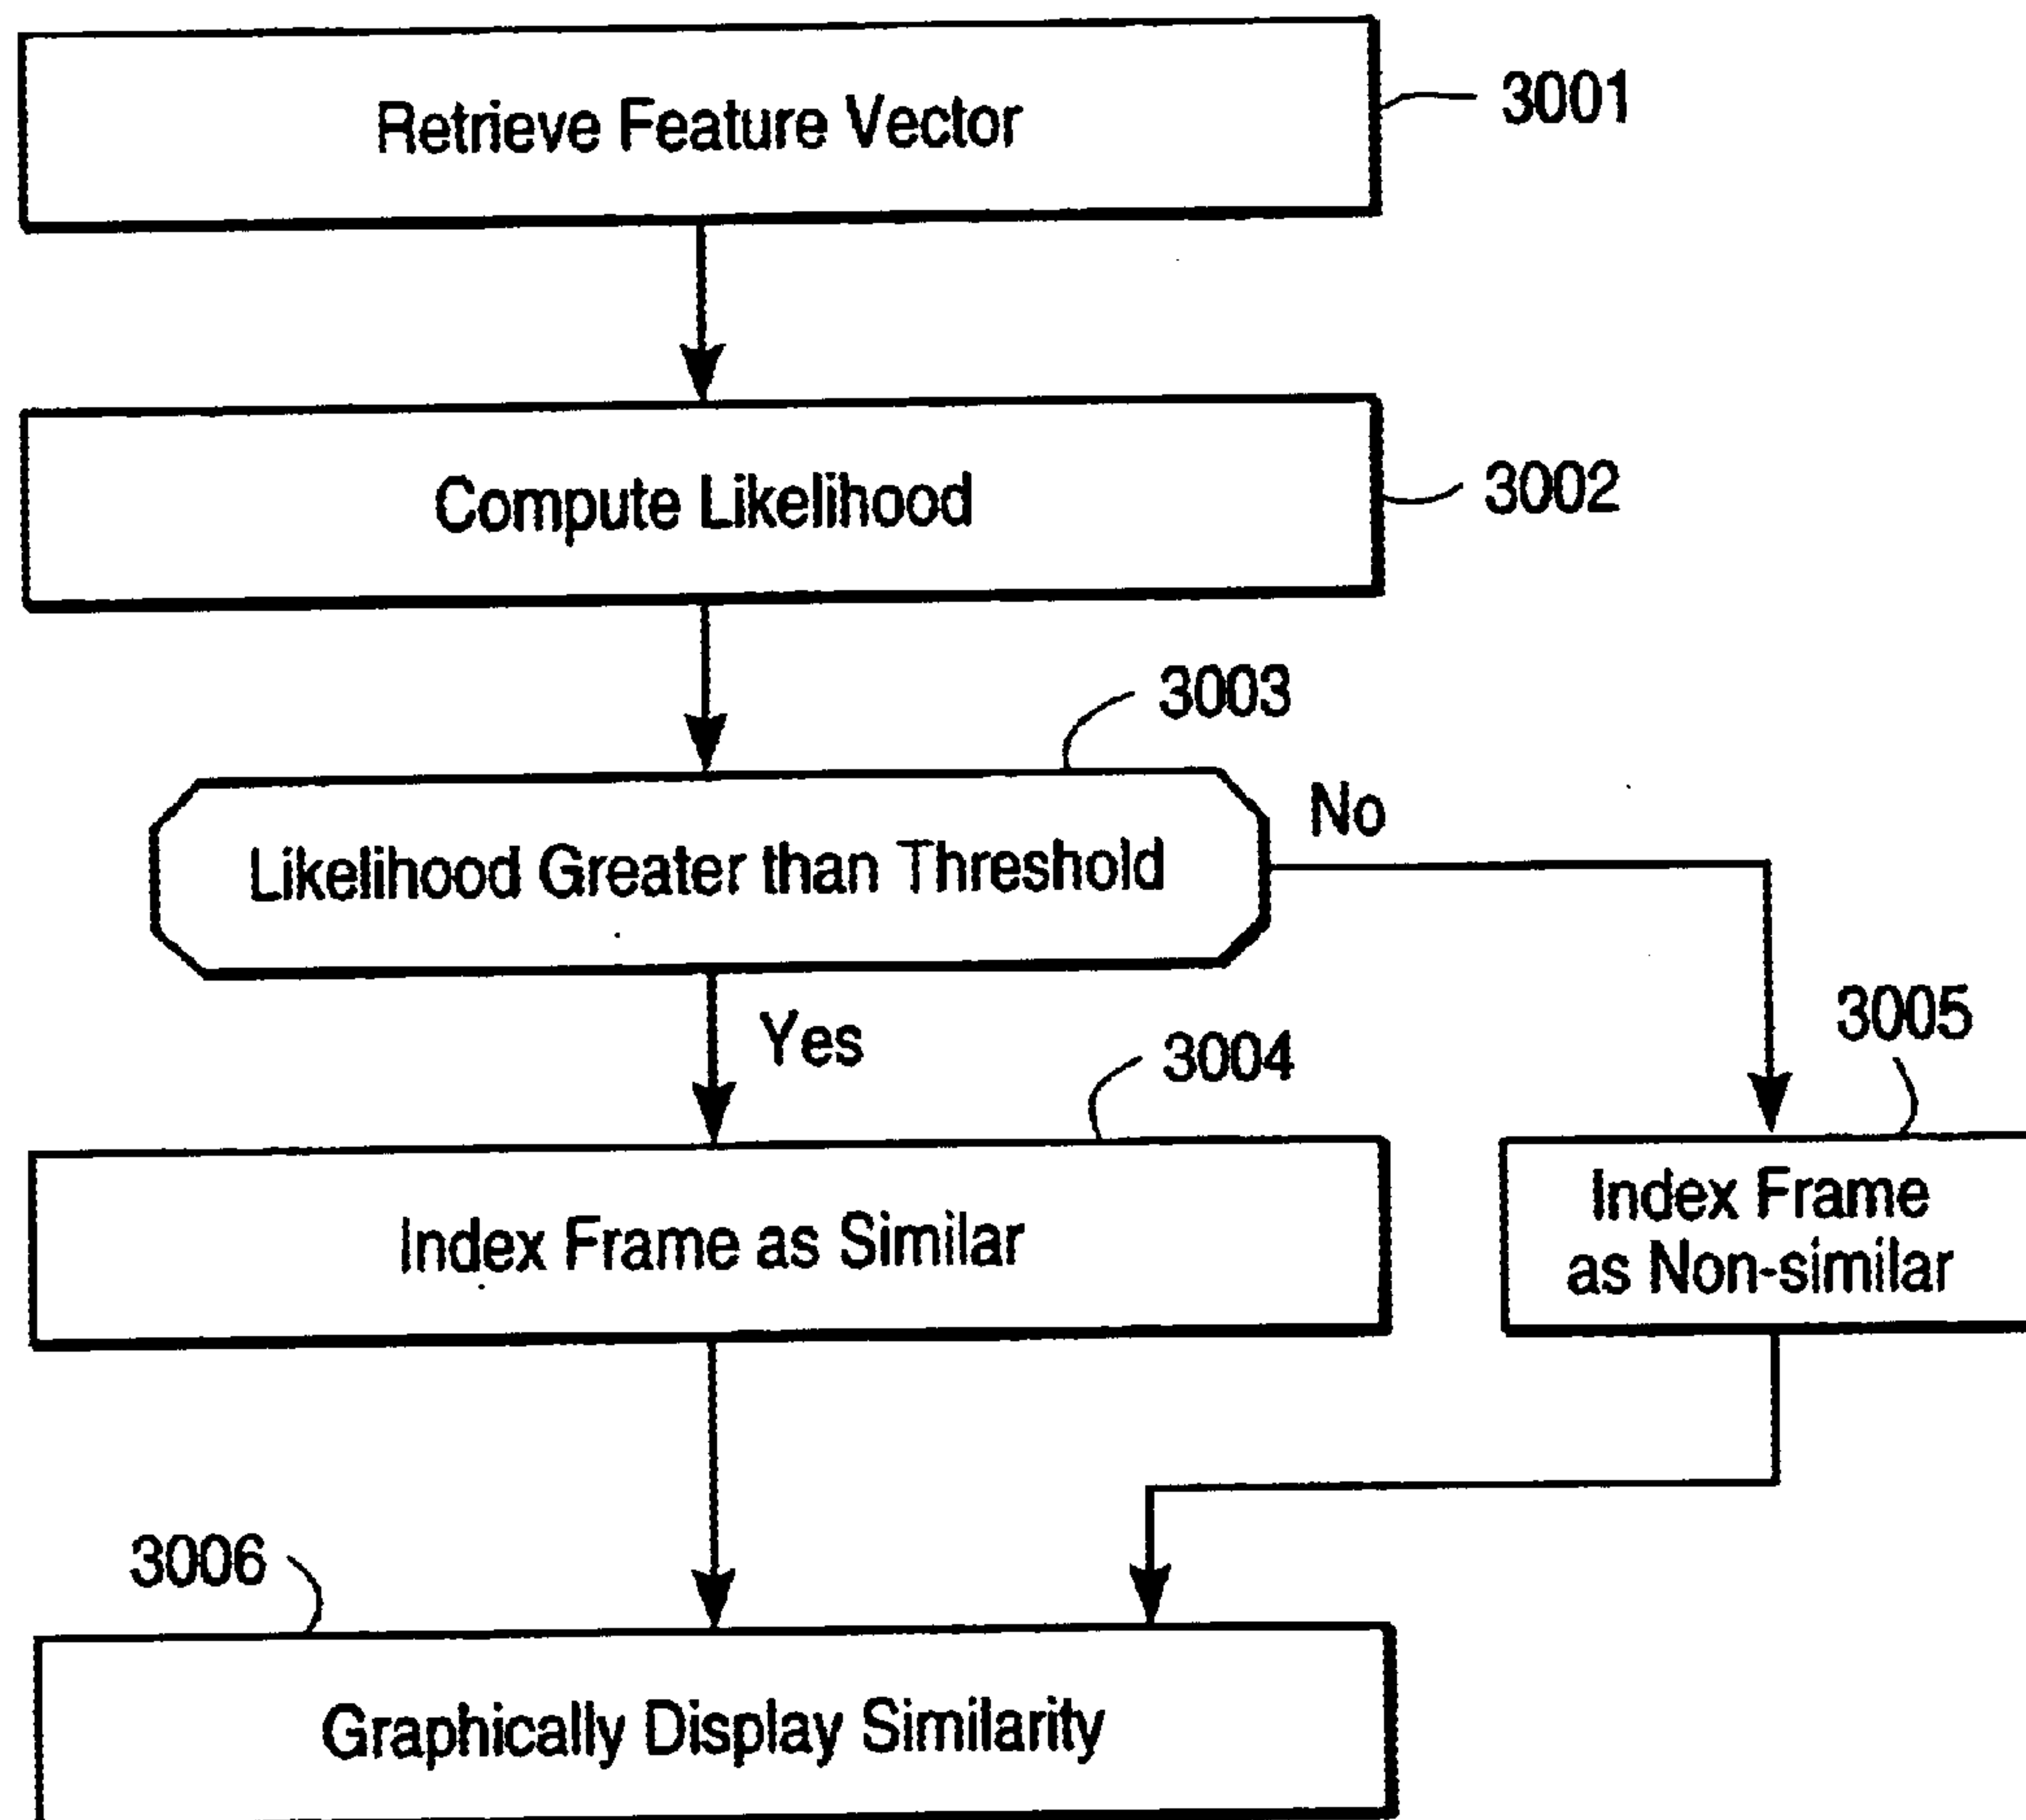 Retrieve Feature Vector
3001
Compute Likelihood
3002
3003
Likelihood Greater than Threshold
No
Yes
3004
3005
Index Frame as Similar
Index Frame
as Non-similar
3006
Graphically Display Similarity